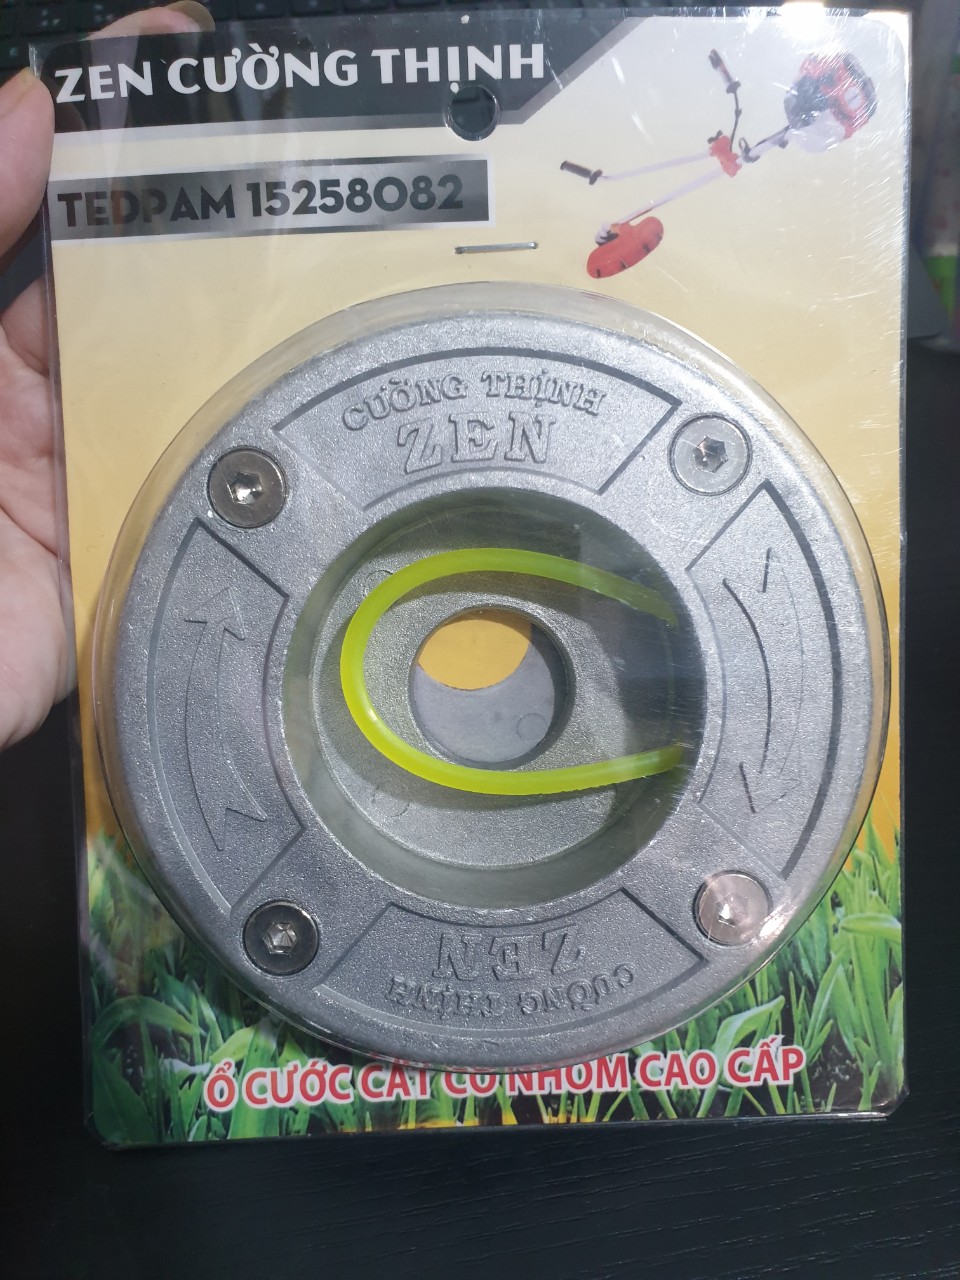 ZEN CƯỜNG THỊNH
TEDPAM 15258082
CƯỜNG THỊNH
ZEN
ZEN
CƯỜNG THỊNH
Ổ CƯỚC CẮT CỎ NHÔM CAO CẤP